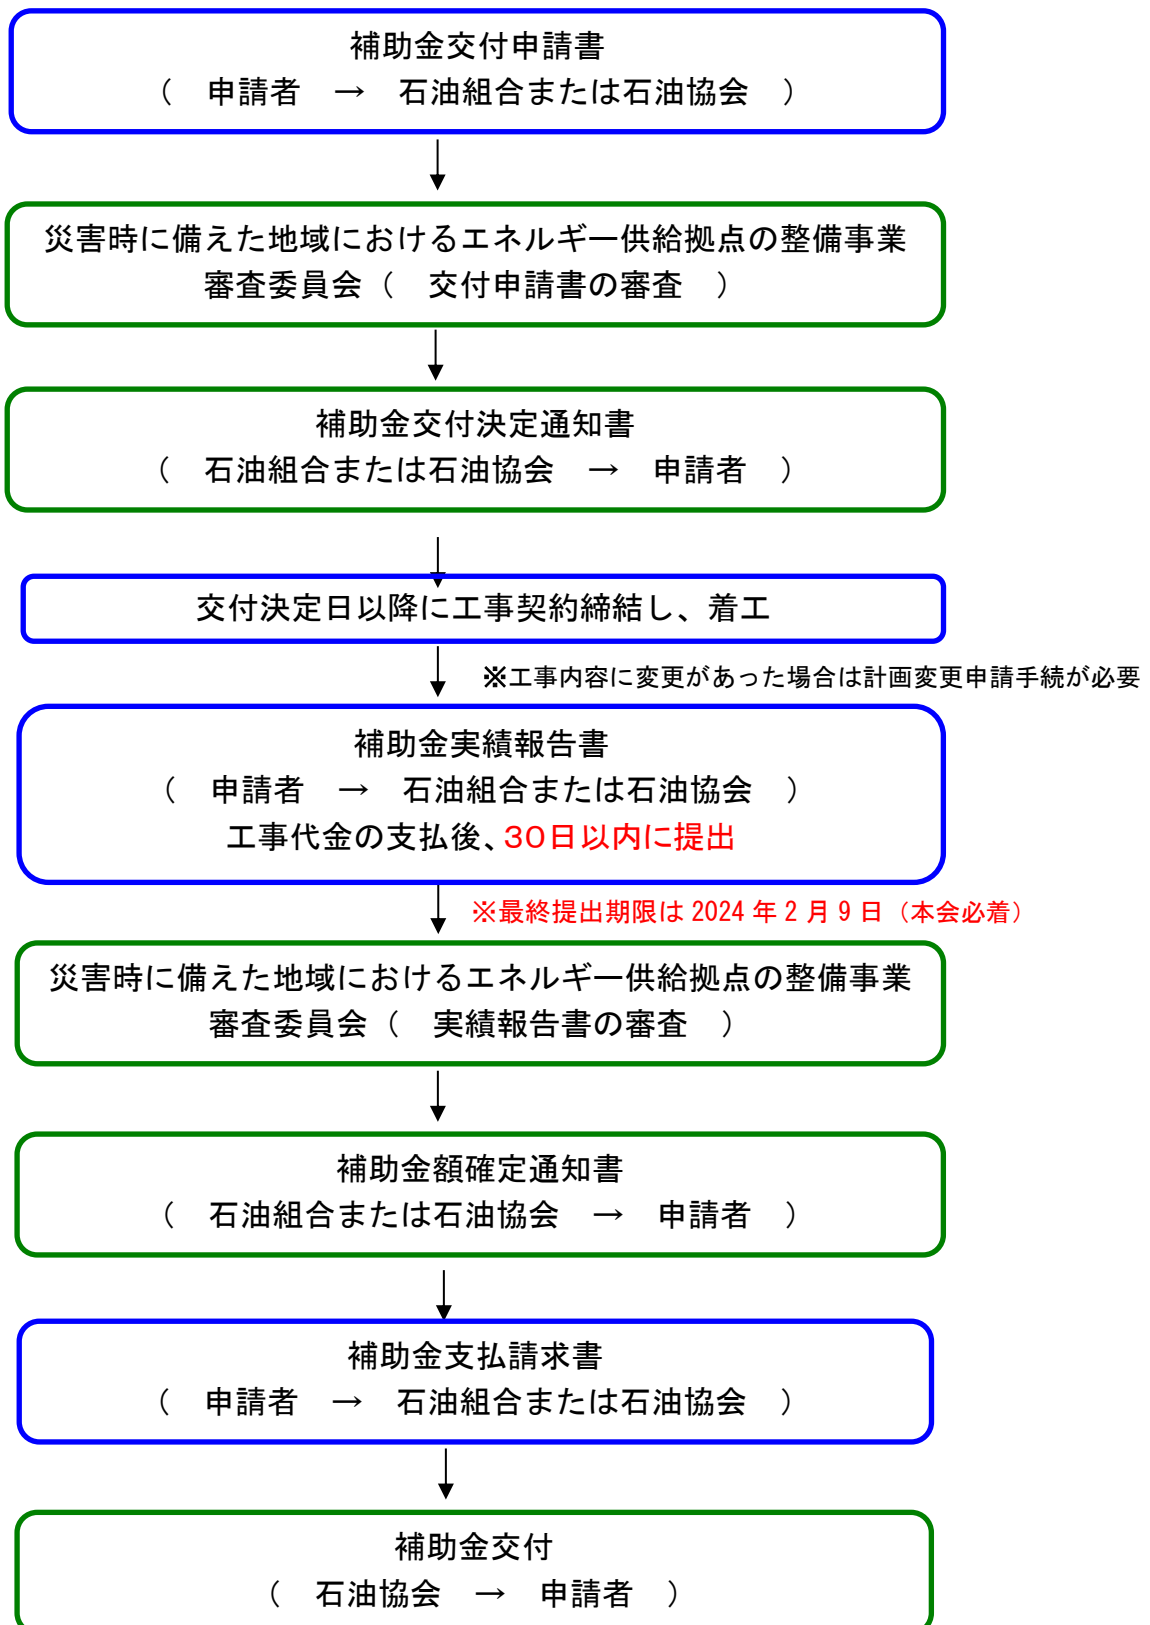 補助金交付申請書
（　申請者　→　石油組合または石油協会　）
災害時に備えた地域におけるエネルギー供給拠点の整備事業
審査委員会（　交付申請書の審査　）
補助金交付決定通知書
（　石油組合または石油協会　→　申請者　）
交付決定日以降に工事契約締結し、着工
※工事内容に変更があった場合は計画変更申請手続が必要
補助金実績報告書
（　申請者　→　石油組合または石油協会　）
工事代金の支払後、30日以内に提出
※最終提出期限は 2024 年 2 月 9 日（本会必着）
災害時に備えた地域におけるエネルギー供給拠点の整備事業
審査委員会（　実績報告書の審査　）
補助金額確定通知書
（　石油組合または石油協会　→　申請者　）
補助金支払請求書
（　申請者　→　石油組合または石油協会　）
補助金交付
（　石油協会　→　申請者　）